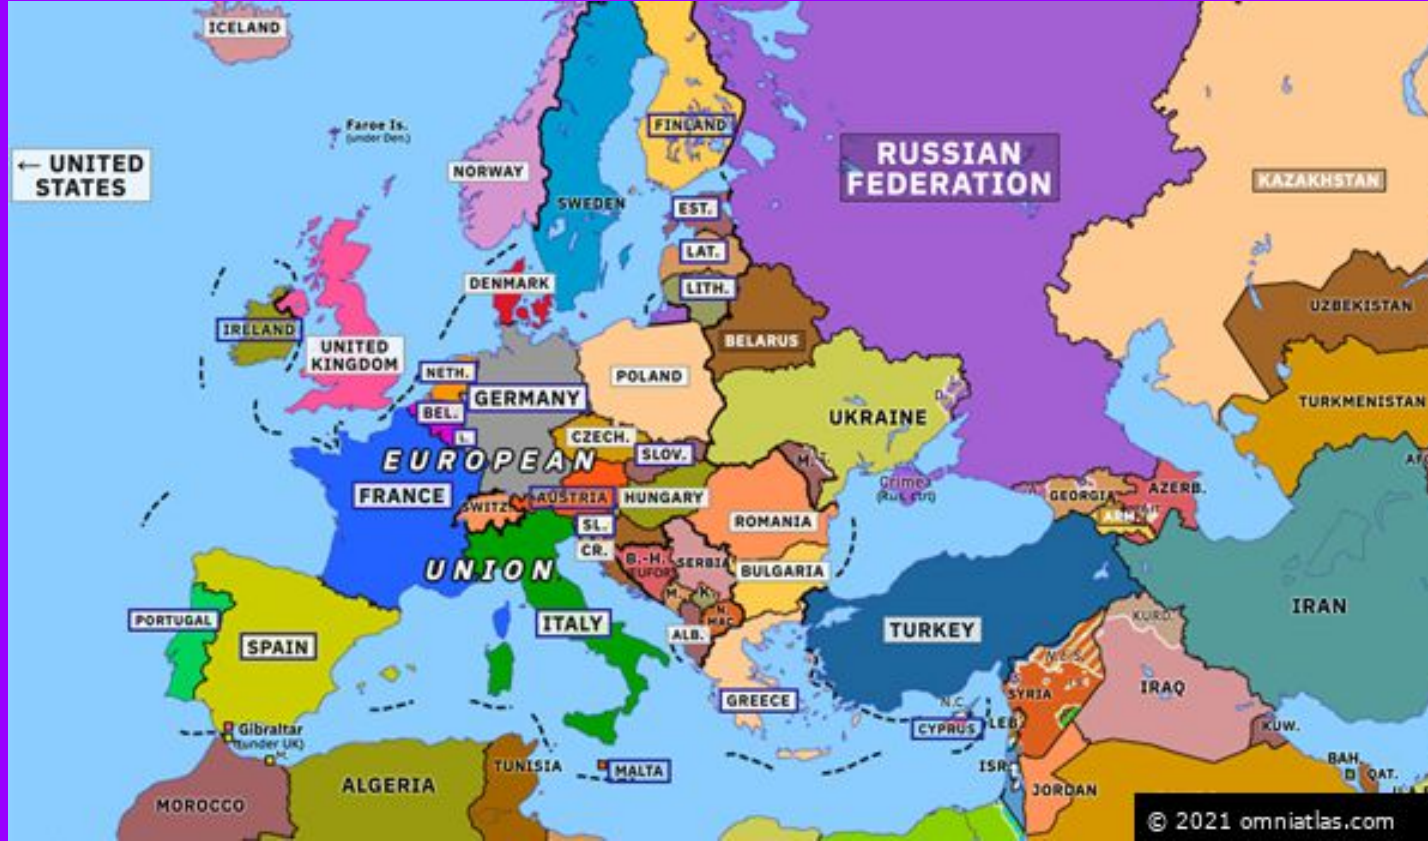 ICELAND
Faroe Is.
(under Den.)
← UNITED
STATES
NORWAY
SWEDEN
FINLAND
RUSSIAN
FEDERATION
KAZAKHSTAN
EST.
LAT.
LITH.
DENMARK
IRELAND
UNITED
KINGDOM
BELARUS
UZBEKISTAN
NETH.
GERMANY
POLAND
TURKMENISTAN
BEL.
L.
CZECH.
UKRAINE
D.
SLOV.
EUROPEAN
FRANCE
SWITZ.
AUSTRIA
HUNGARY
M.
T.
Crimea
(Rus. ctrl)
A.
GEORGIA
AZERB.
ARM.
SL.
ROMANIA
CR.
B.-H.
EUFOR
SERBIA
BULGARIA
UNION
M.
K.
N.
MAC.
ALB.
PORTUGAL
SPAIN
ITALY
TURKEY
KURD.
IRAN
N.E.S.
SYRIA
IRAQ
GREECE
N.C.
CYPRUS
LEB.
KUW.
Gibraltar
(under UK)
M.
ALGERIA
TUNISIA
MALTA
ISR.
JORDAN
BAH.
QAT.
MOROCCO
© 2021 omniatlas.com